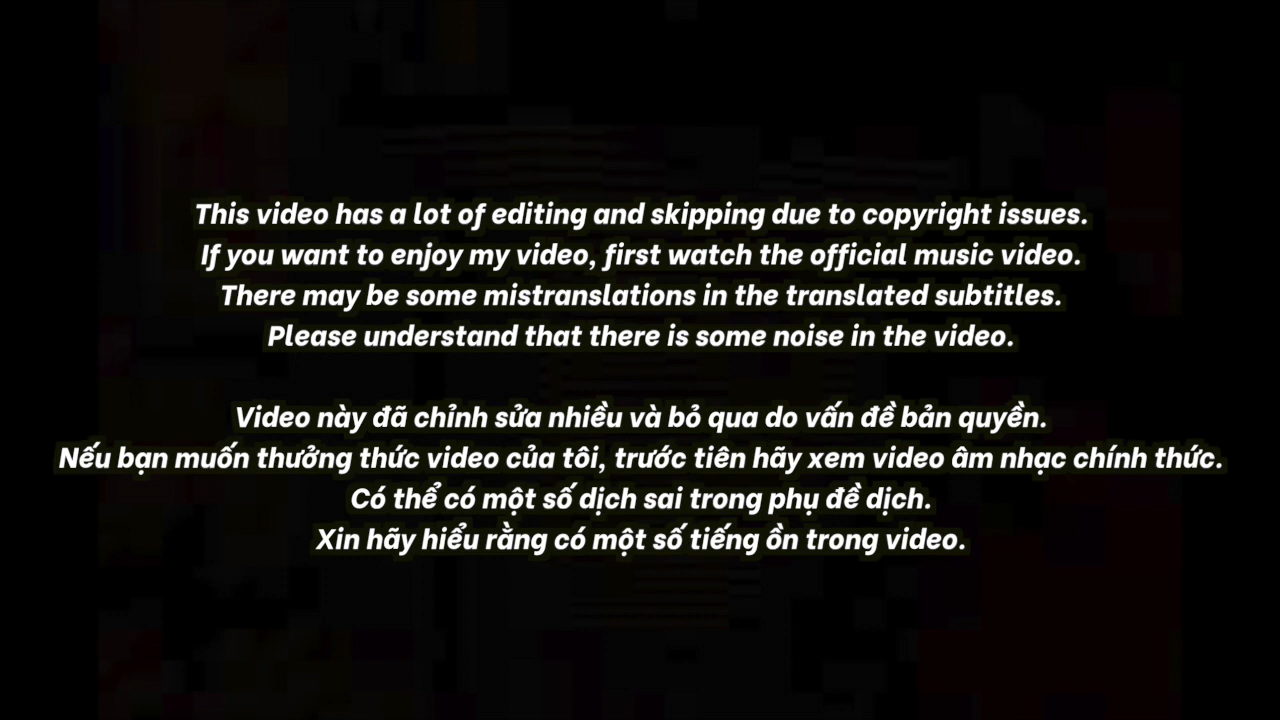 This video has a lot of editing and skipping due to copyright issues.
If you want to enjoy my video, first watch the official music video.
There may be some mistranslations in the translated subtitles.
Please understand that there is some noise in the video.
Video này đã chỉnh sửa nhiều và bỏ qua do vấn đề bản quyền.
Nếu bạn muốn thưởng thức video của tôi, trước tiên hãy xem video âm nhạc chính thức.
Có thể có một số dịch sai trong phụ đề dịch.
Xin hãy hiểu rằng có một số tiếng ồn trong video.